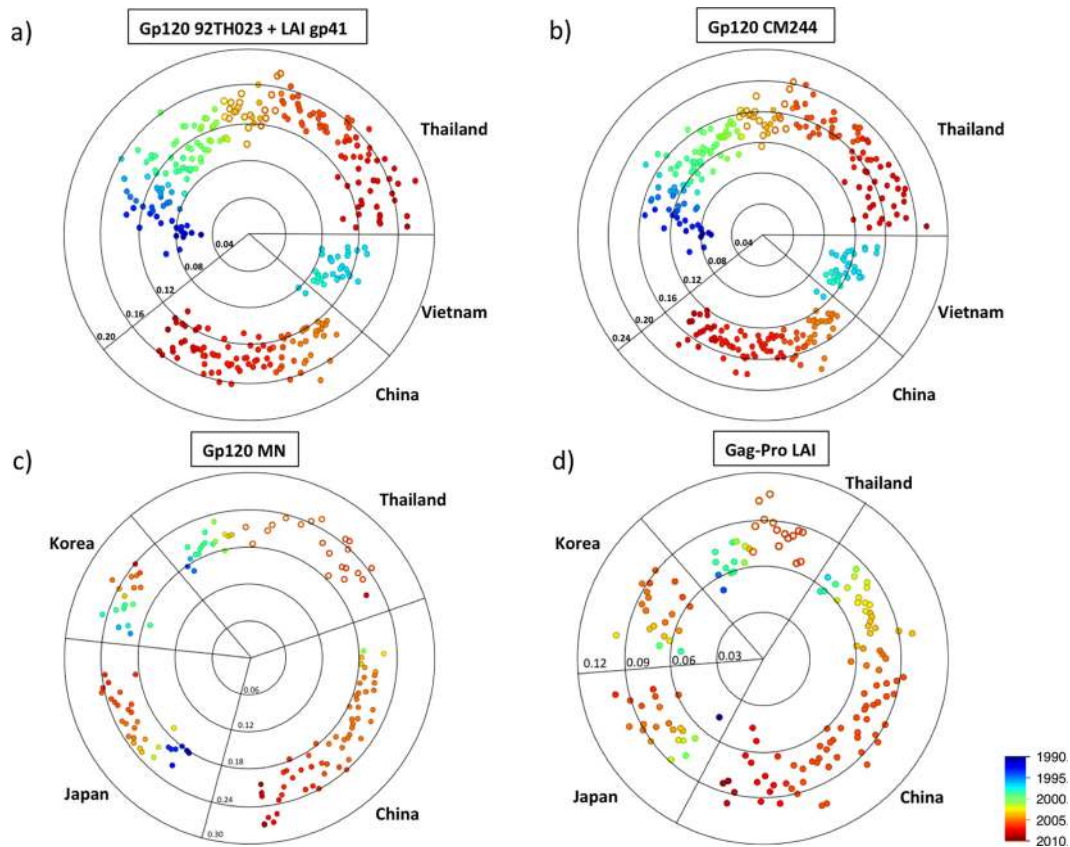 a)
Gp120 92TH023 + LAI gp41
Thailand
Vietnam
China
0.04
0.08
0.12
0.16
0.20
b)
Gp120 CM244
Thailand
Vietnam
China
0.04
0.08
0.12
0.16
0.20
0.24
c)
Gp120 MN
Thailand
Korea
Japan
China
0.06
0.12
0.18
0.24
0.30
d)
Gag-Pro LAI
Thailand
Korea
Japan
China
0.12 0.09 0.06 0.03
1990.
1995.
2000.
2005.
2010.